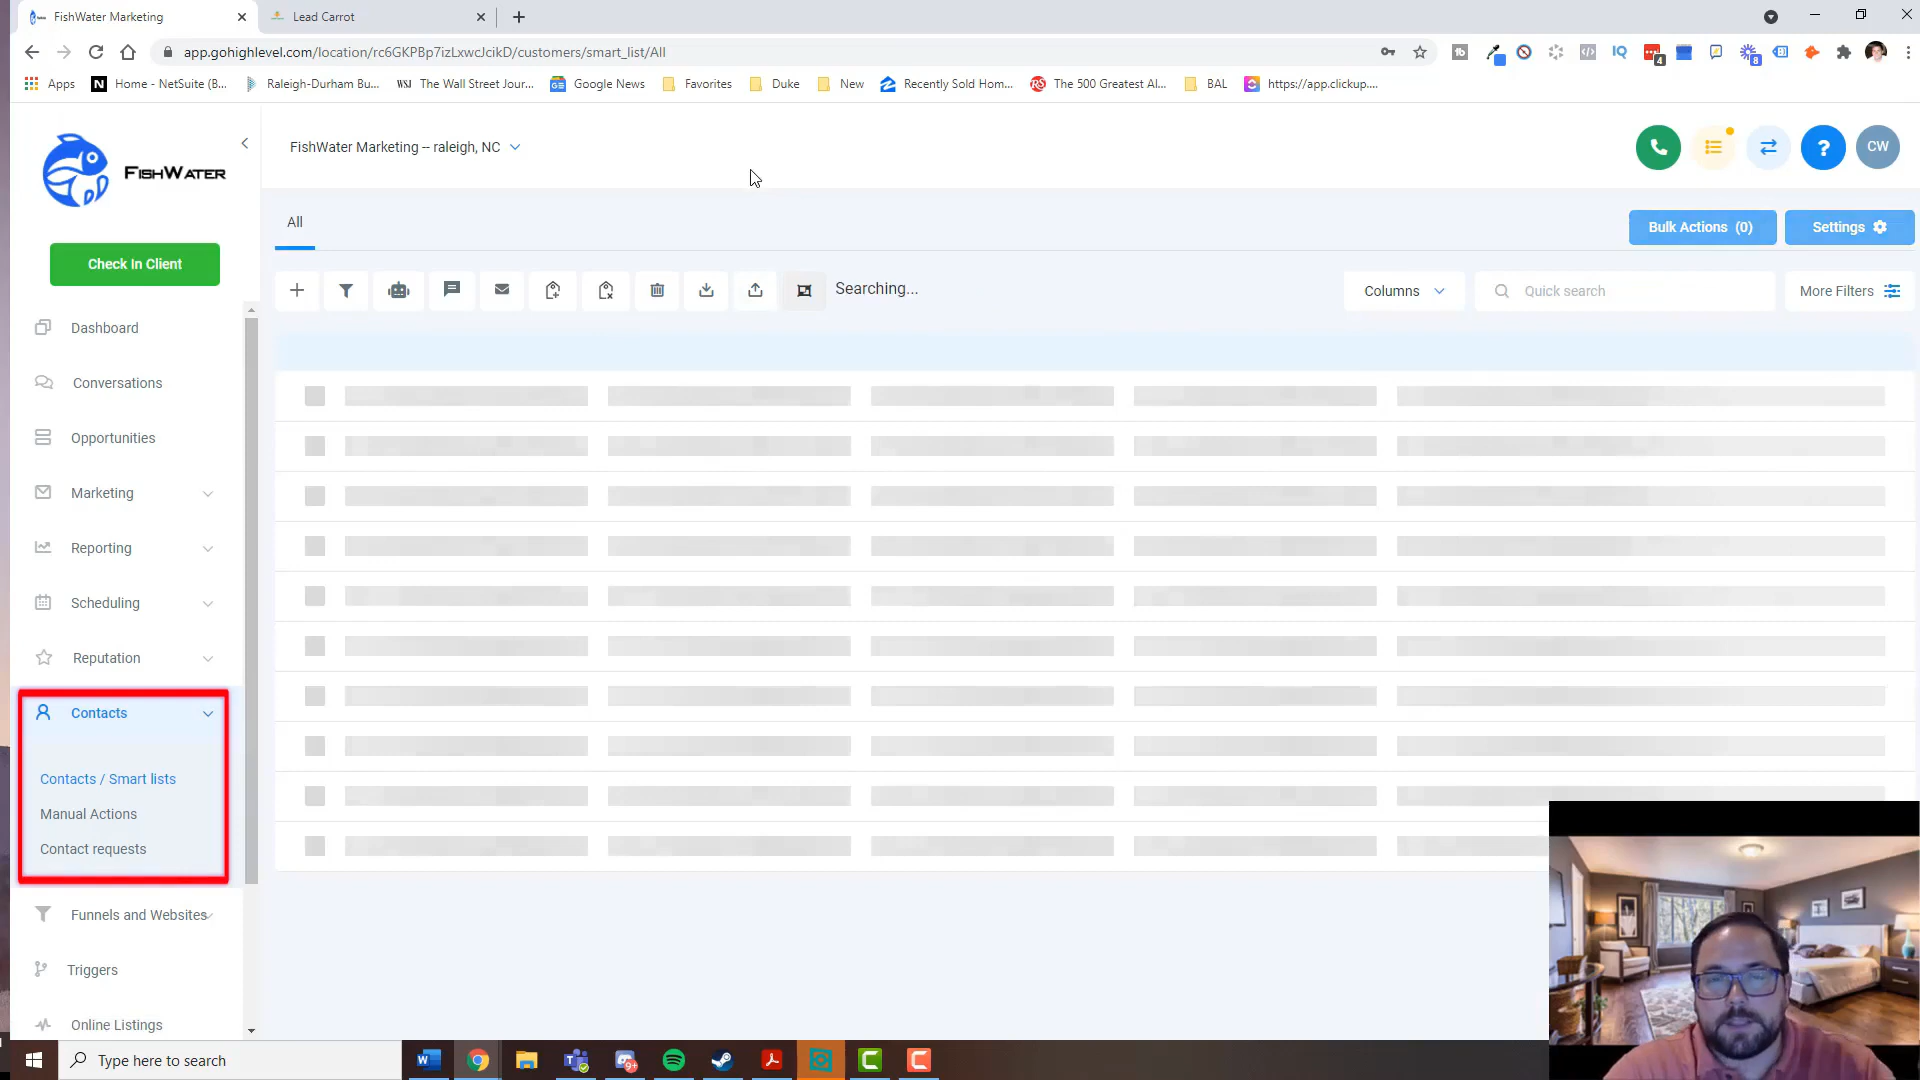 FishWater Marketing
Lead Carrot
app.gohighlevel.com/location/rc6GKPBp7izLxwcJcikD/customers/smart_list/All
Apps
Home - NetSuite (B...
Raleigh-Durham Bu...
WSJ The Wall Street Jour...
Google News
Favorites
Duke
New
Recently Sold Hom...
The 500 Greatest Al...
BAL
https://app.clickup....
FISHWATER
FishWater Marketing -- raleigh, NC
CW
Check In Client
All
Bulk Actions (0)
Settings
Searching...
Columns
Quick search
More Filters
Dashboard
Conversations
Opportunities
Marketing
Reporting
Scheduling
Reputation
Contacts
Contacts / Smart lists
Manual Actions
Contact requests
Funnels and Websites
Triggers
Online Listings
Type here to search